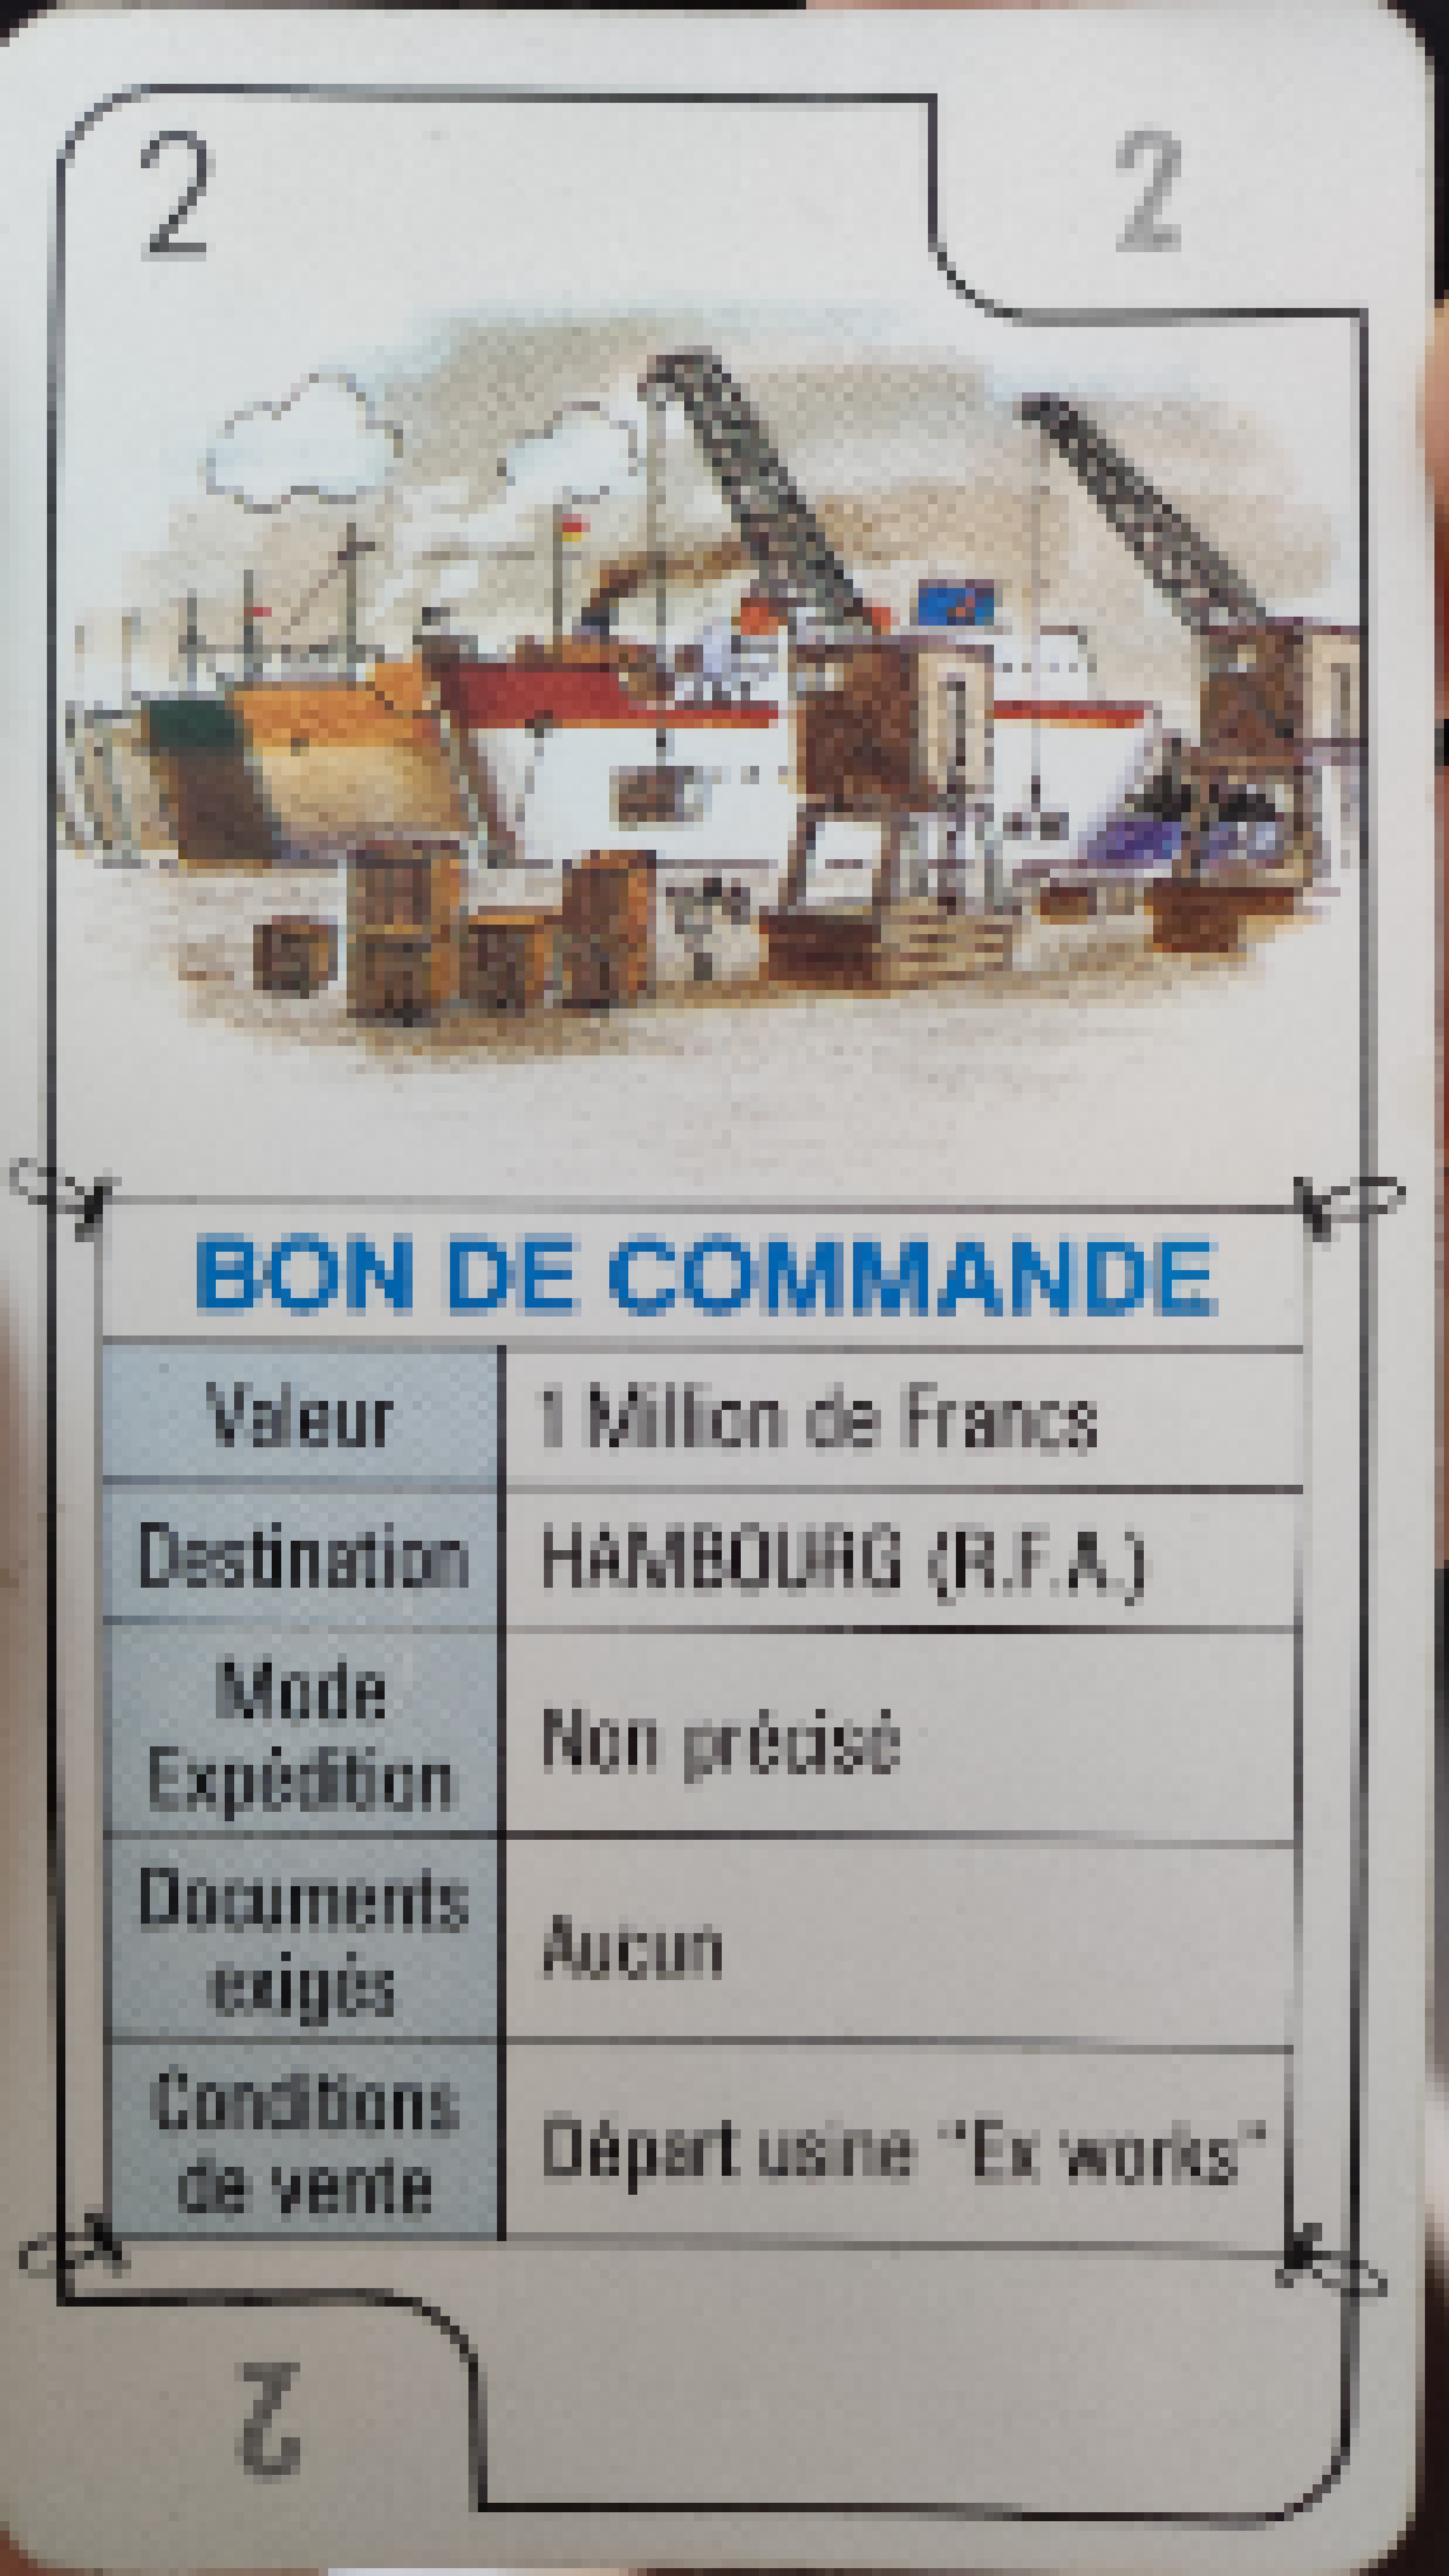 2
2
BON DE COMMANDE
Valeur
1 Million de Francs
Destination
HAMBOURG (R.F.A.)
Mode
Expédition
Non précisé
Documents
exigés
Aucun
Conditions
de vente
Départ usine "Ex works"
2